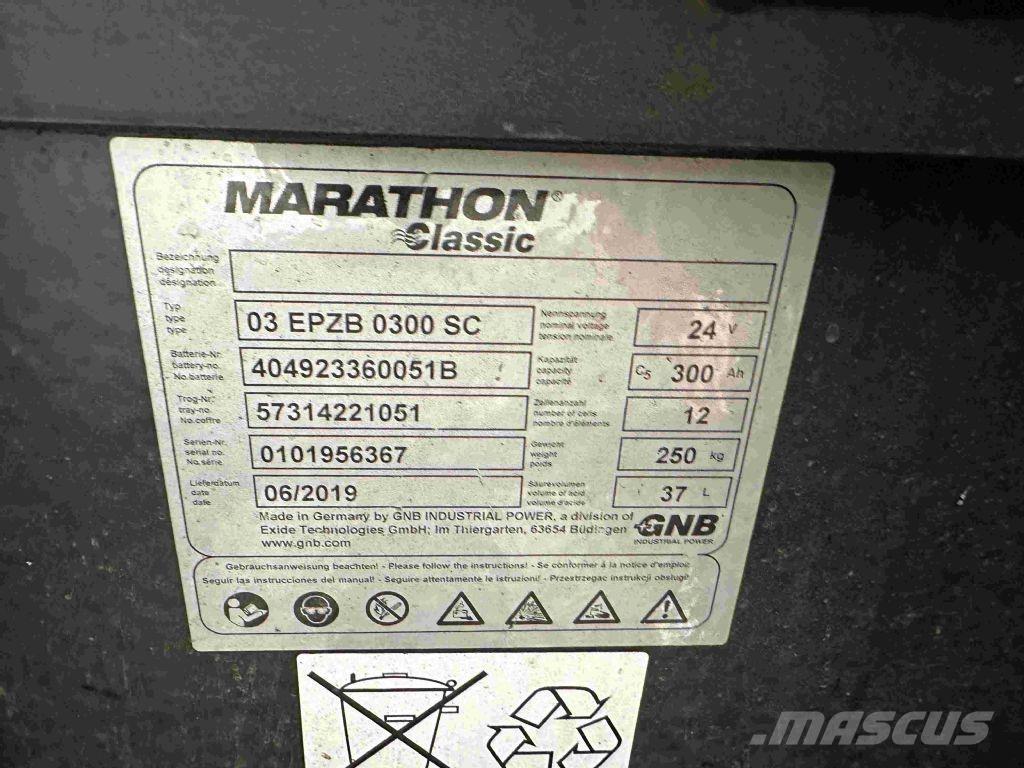 MARATHON®
Classic
Bezeichnung
designation
désignation
Typ
type
type
03 EPZB 0300 SC
Nennspannung
nominal voltage
tension nominale
24 V
Batterie-Nr.
battery-no.
No.batterie
404923360051B
Kapazität
capacity
capacité
C5 300 Ah
Trog-Nr.
tray-no.
No.coffre
57314221051
Zellenanzahl
number of cells
nombre d'éléments
12
Serien-Nr.
serial no.
No.série
0101956367
Gewicht
weight
poids
250 kg
Lieferdatum
date
date
06/2019
Säurevolumen
volume of acid
volume d'acide
37 L
Made in Germany by GNB INDUSTRIAL POWER, a division of
Exide Technologies GmbH; Im Thiergarten, 63654 Büdingen
www.gnb.com
GNB
INDUSTRIAL POWER
* Gebrauchsanweisung beachten! - Please follow the instructions! - Se conformer á la notice d'emploi:
Seguir las instrucciones del manual! - Seguire attentamente le istruzioni! - Przestrzegac instrukcji obslugi!
MASCUS